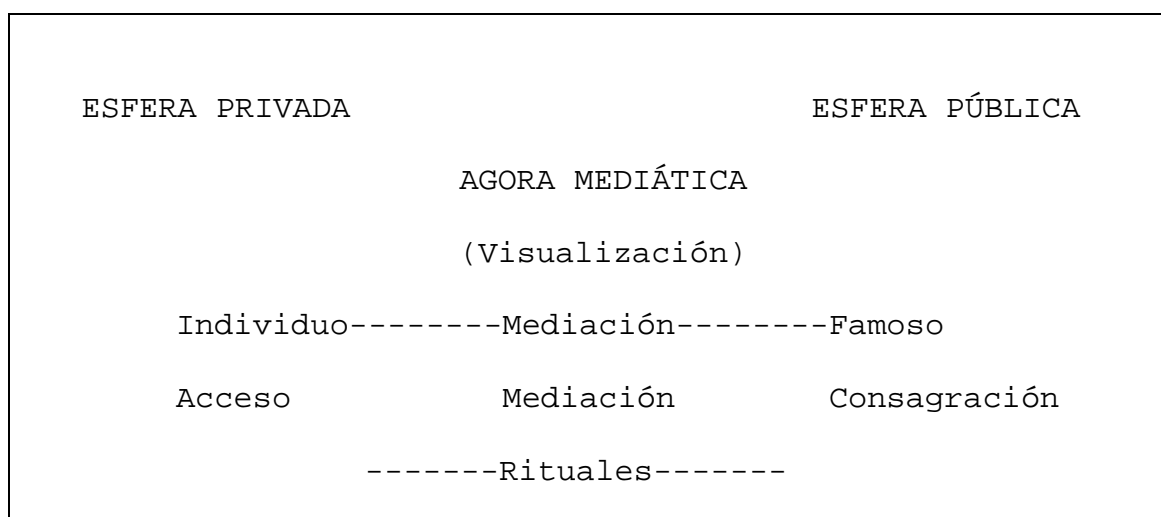 ESFERA PRIVADA ESFERA PÚBLICA
AGORA MEDIÁTICA
(Visualización)
Individuo--------Mediación--------Famoso
Acceso Mediación Consagración
-------Rituales-------